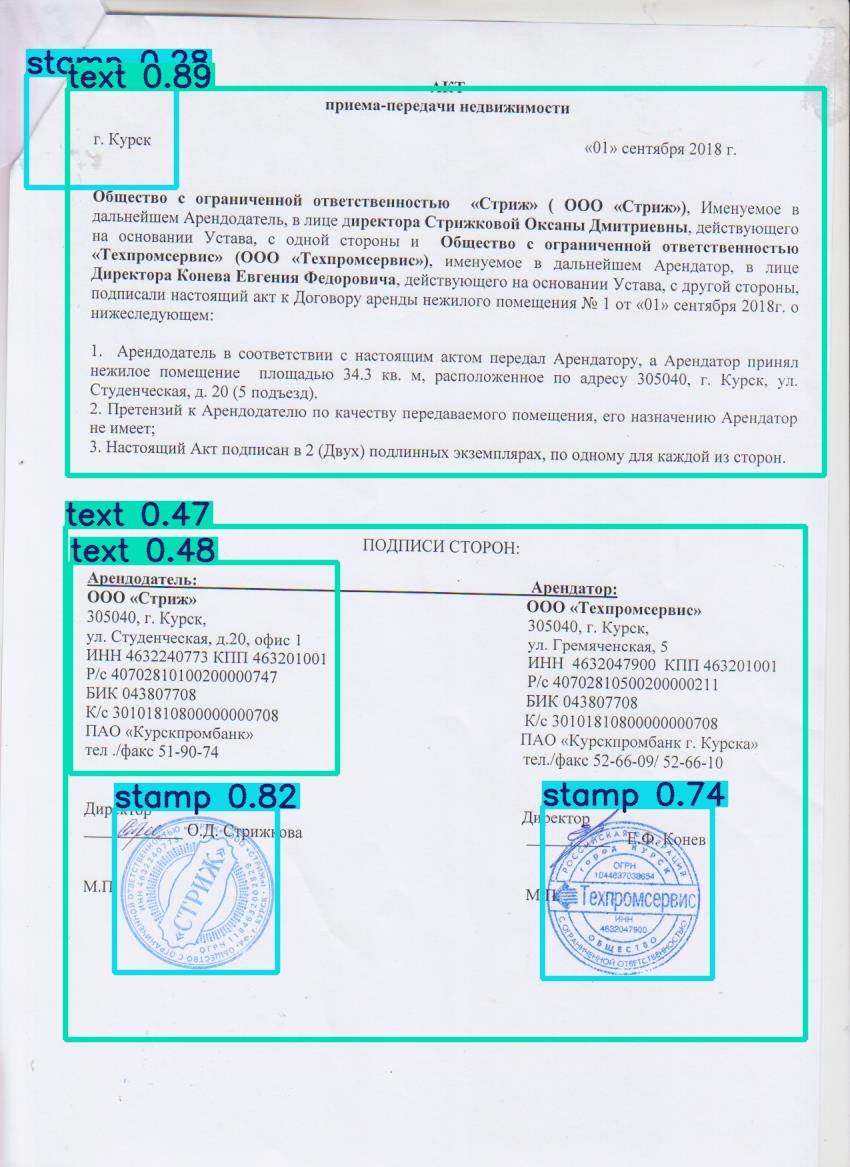 stamp 0.28
text 0.89
АКТ
приема-передачи недвижимости
г. Курск
«01» сентября 2018 г.
Общество с ограниченной ответственностью «Стриж» ( ООО «Стриж»), Именуемое в
дальнейшем Арендодатель, в лице директора Стрижковой Оксаны Дмитриевны, действующего
на основании Устава, с одной стороны и Общество с ограниченной ответственностью
«Техпромсервис» (ООО «Техпромсервис»), именуемое в дальнейшем Арендатор, в лице
Директора Конева Евгения Федоровича, действующего на основании Устава, с другой стороны,
подписали настоящий акт к Договору аренды нежилого помещения № 1 от «01» сентября 2018г. о
нижеследующем:
1. Арендодатель в соответствии с настоящим актом передал Арендатору, а Арендатор принял
нежилое помещение площадью 34.3 кв. м, расположенное по адресу 305040, г. Курск, ул.
Студенческая, д. 20 (5 подъезд).
2. Претензий к Арендодателю по качеству передаваемого помещения, его назначению Арендатор
не имеет;
3. Настоящий Акт подписан в 2 (Двух) подлинных экземплярах, по одному для каждой из сторон.
text 0.47
text 0.48
ПОДПИСИ СТОРОН:
Арендодатель:
ООО «Стриж»
305040, г. Курск,
ул. Студенческая, д.20, офис 1
ИНН 4632240773 КПП 463201001
Р/с 40702810100200000747
БИК 043807708
К/с 30101810800000000708
ПАО «Курскпромбанк»
тел ./факс 51-90-74
stamp 0.82
Директор
О.Д. Стрижкова
М.П
«СТРИЖ»
Арендатор:
ООО «Техпромсервис»
305040, г. Курск,
ул. Гремяченская, 5
ИНН 4632047900 КПП 463201001
Р/с 40702810500200000211
БИК 043807708
К/с 30101810800000000708
ПАО «Курскпромбанк г. Курска»
тел./факс 52-66-09/ 52-66-10
stamp 0.74
Директор
Е.Ф. Конев
М.П
РОССИЙСКАЯ ФЕДЕРАЦИЯ
ГОРОД КУРСК
ОГРН
1044637038654
Техпромсервис
ИНН
4632047900
ОБЩЕСТВО
С ОГРАНИЧЕННОЙ ОТВЕТСТВЕННОСТЬЮ